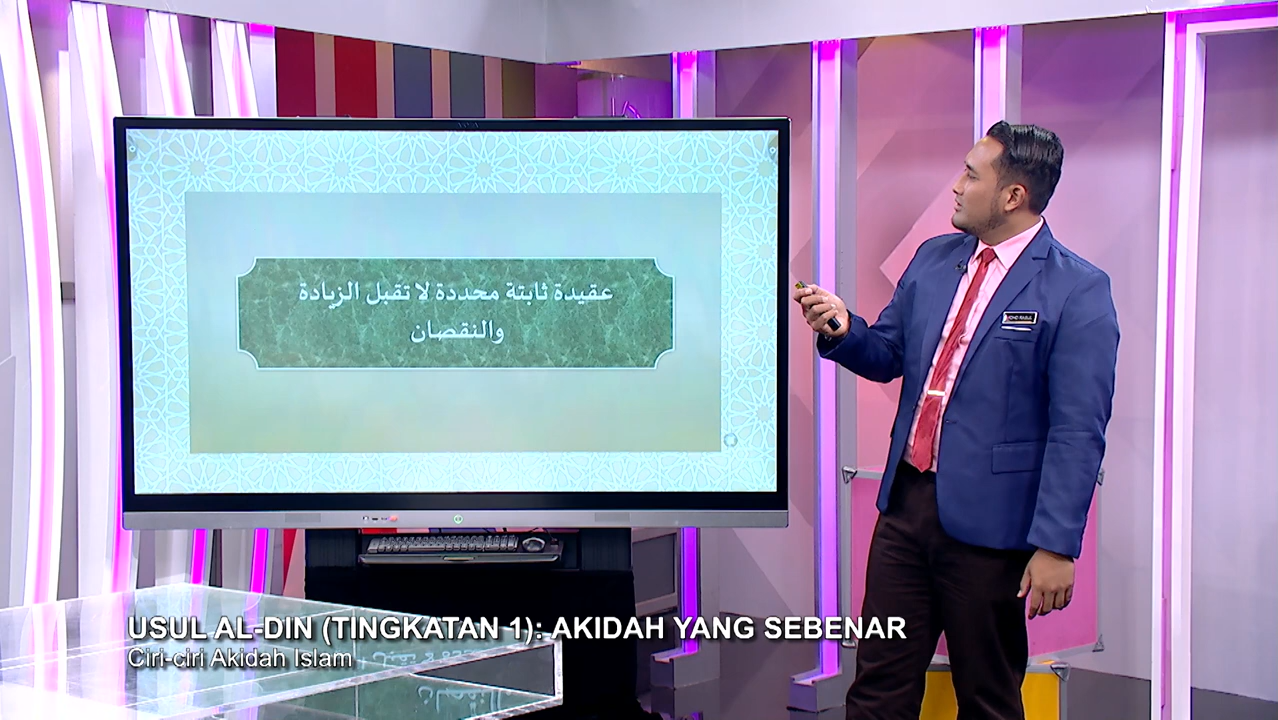 عقيدة ثابتة محددة لا تقبل الزيادة
والنقصان
USUL AL-DIN (TINGKATAN 1): AKIDAH YANG SEBENAR
Ciri-ciri Akidah Islam